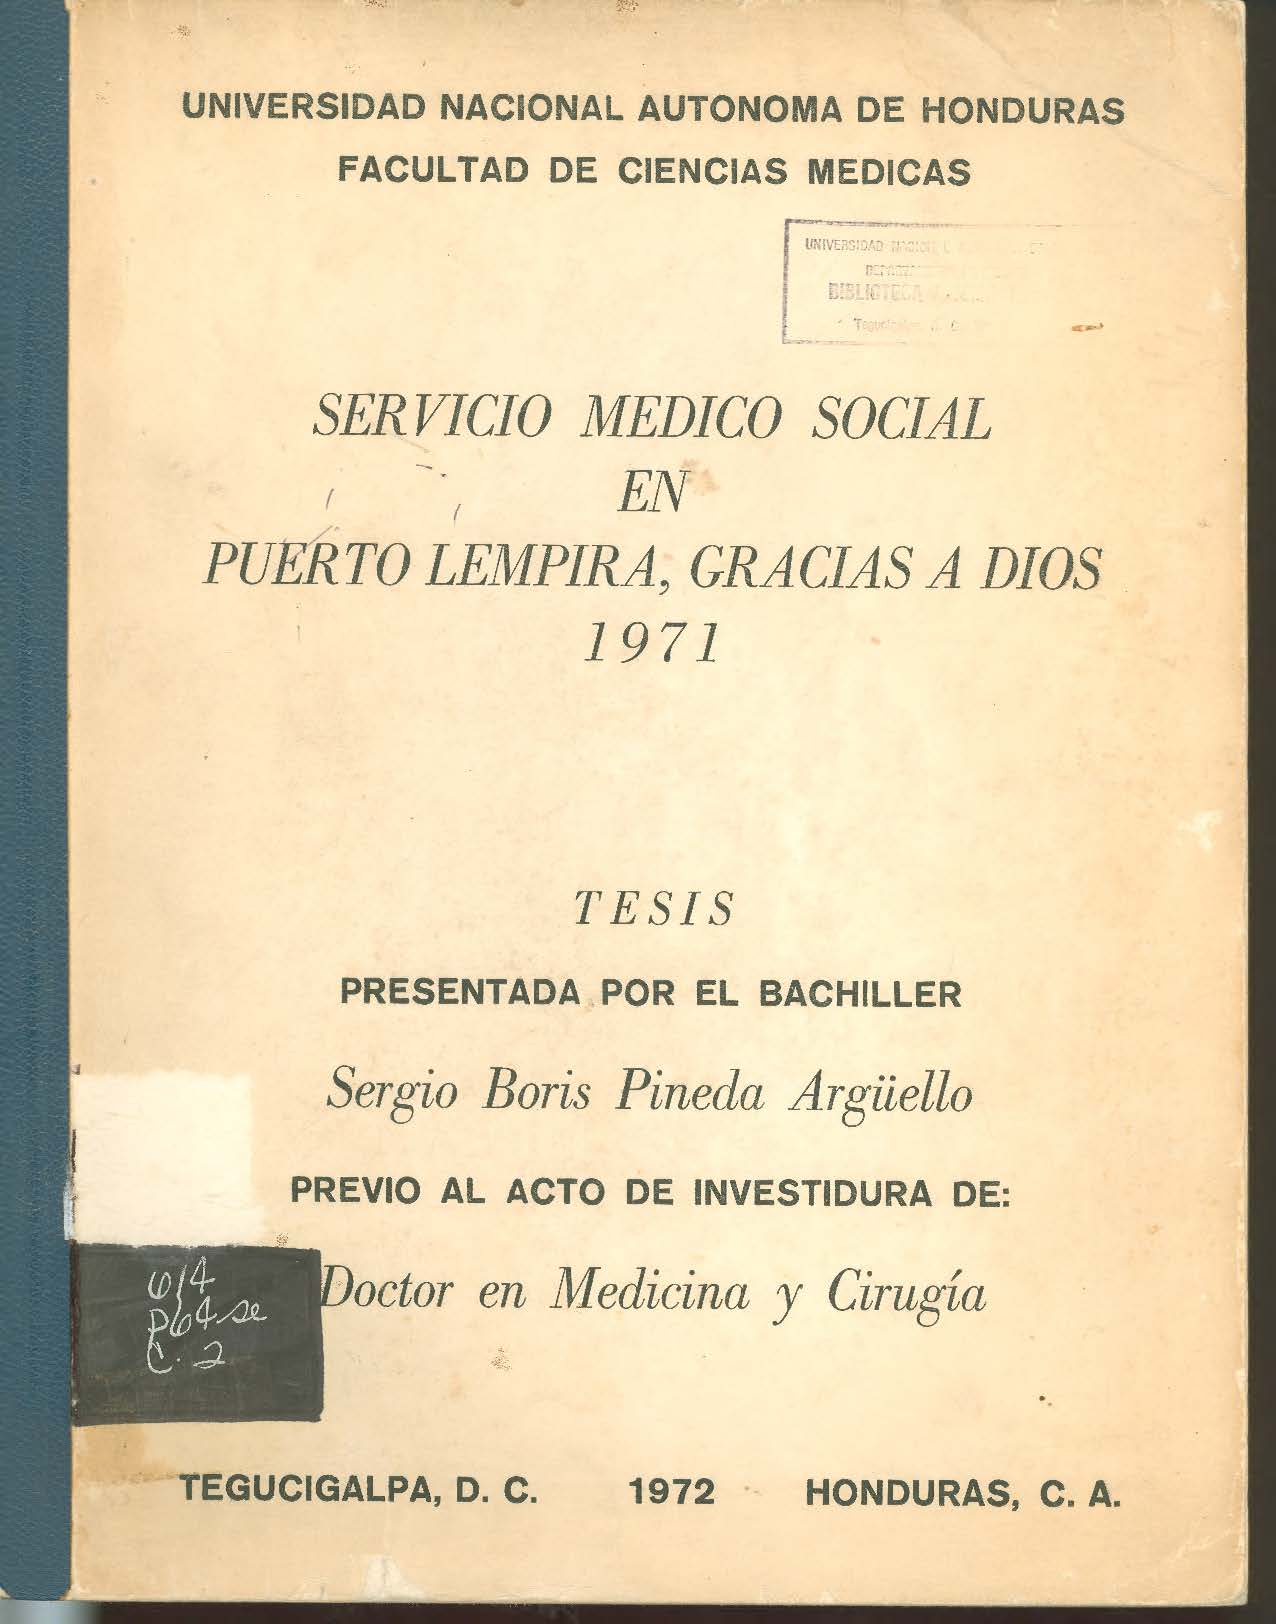 UNIVERSIDAD NACIONAL AUTONOMA DE HONDURAS
FACULTAD DE CIENCIAS MEDICAS
UNIVERSIDAD
BIBLIOTECA
SERVICIO MEDICO SOCIAL
EN
PUERTO LEMPIRA, GRACIAS A DIOS
1971
TESIS
PRESENTADA POR EL BACHILLER
Sergio Boris Pineda Argüello
PREVIO AL ACTO DE INVESTIDURA DE:
Doctor en Medicina y Cirugía
614
P64se
C. 2
TEGUCIGALPA, D. C. 1972 HONDURAS, C. A.